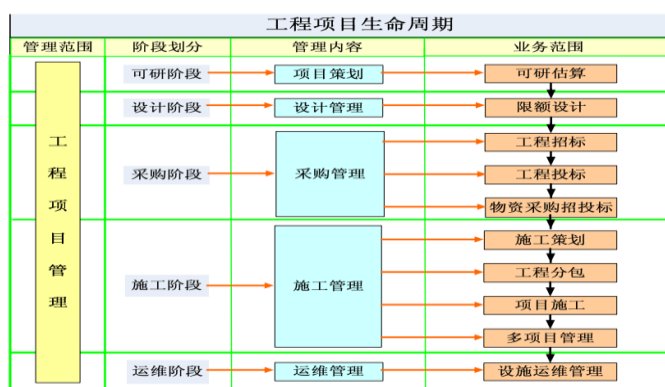 工程项目生命周期
管理范围 阶段划分 管理内容 业务范围
工程项目管理
可研阶段 项目策划 可研估算
设计阶段 设计管理 限额设计
采购阶段 采购管理 工程招标
工程投标
物资采购招投标
施工阶段 施工管理 施工策划
工程分包
项目施工
多项目管理
运维阶段 运维管理 设施运维管理